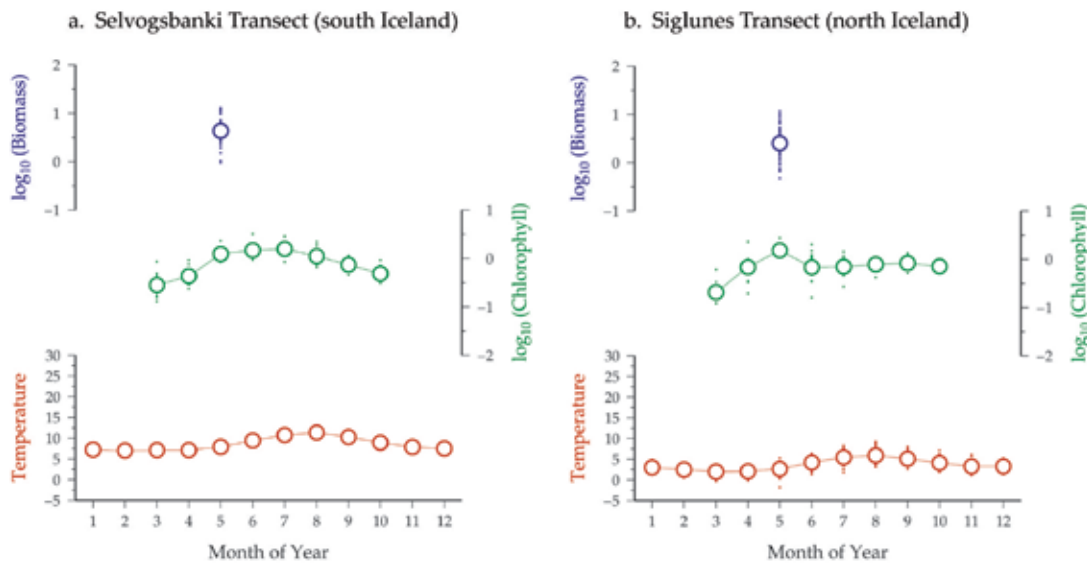 a. Selvogsbanki Transect (south Iceland)
b. Siglunes Transect (north Iceland)
log₁₀ (Biomass)
2
1
0
−1
log₁₀ (Chlorophyll)
1
0
−1
−2
Temperature
30
25
20
15
10
5
0
−5
1 2 3 4 5 6 7 8 9 10 11 12
Month of Year
log₁₀ (Biomass)
2
1
0
−1
log₁₀ (Chlorophyll)
1
0
−1
−2
Temperature
30
25
20
15
10
5
0
−5
1 2 3 4 5 6 7 8 9 10 11 12
Month of Year